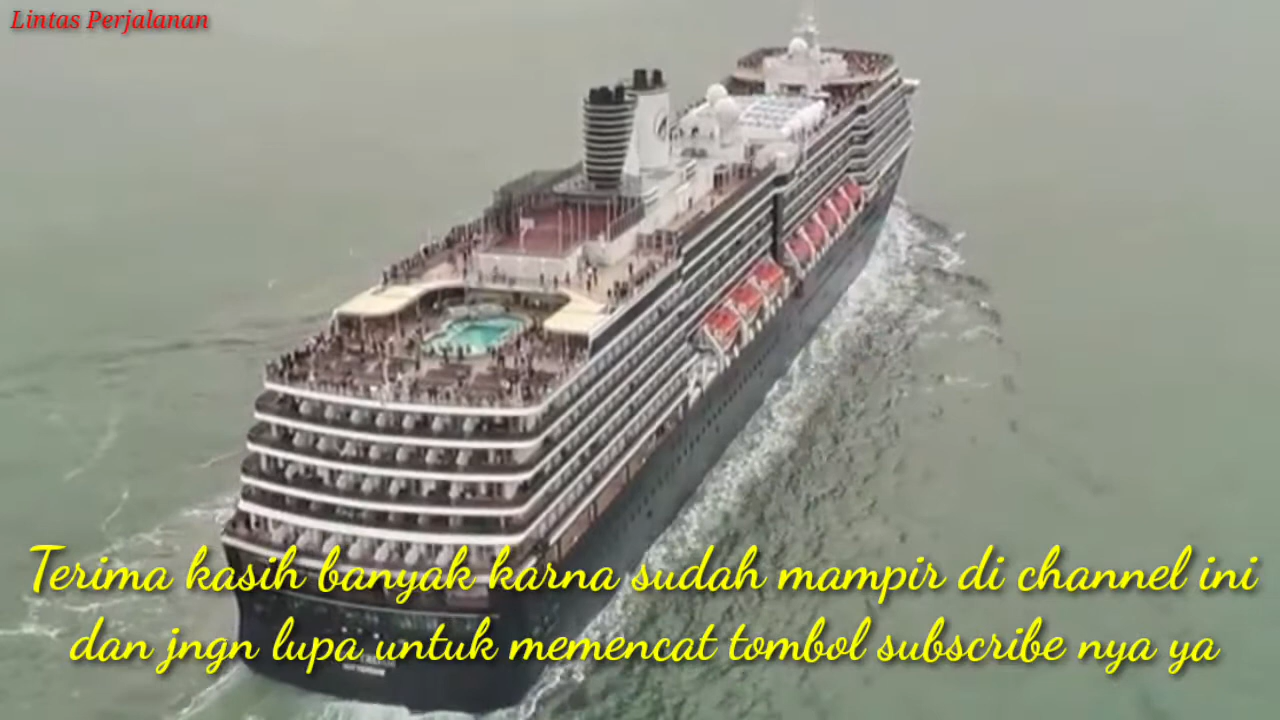 Lintas Perjalanan
Terima kasih banyak karna sudah mampir di channel ini
dan jngn lupa untuk memencat tombol subscribe nya ya